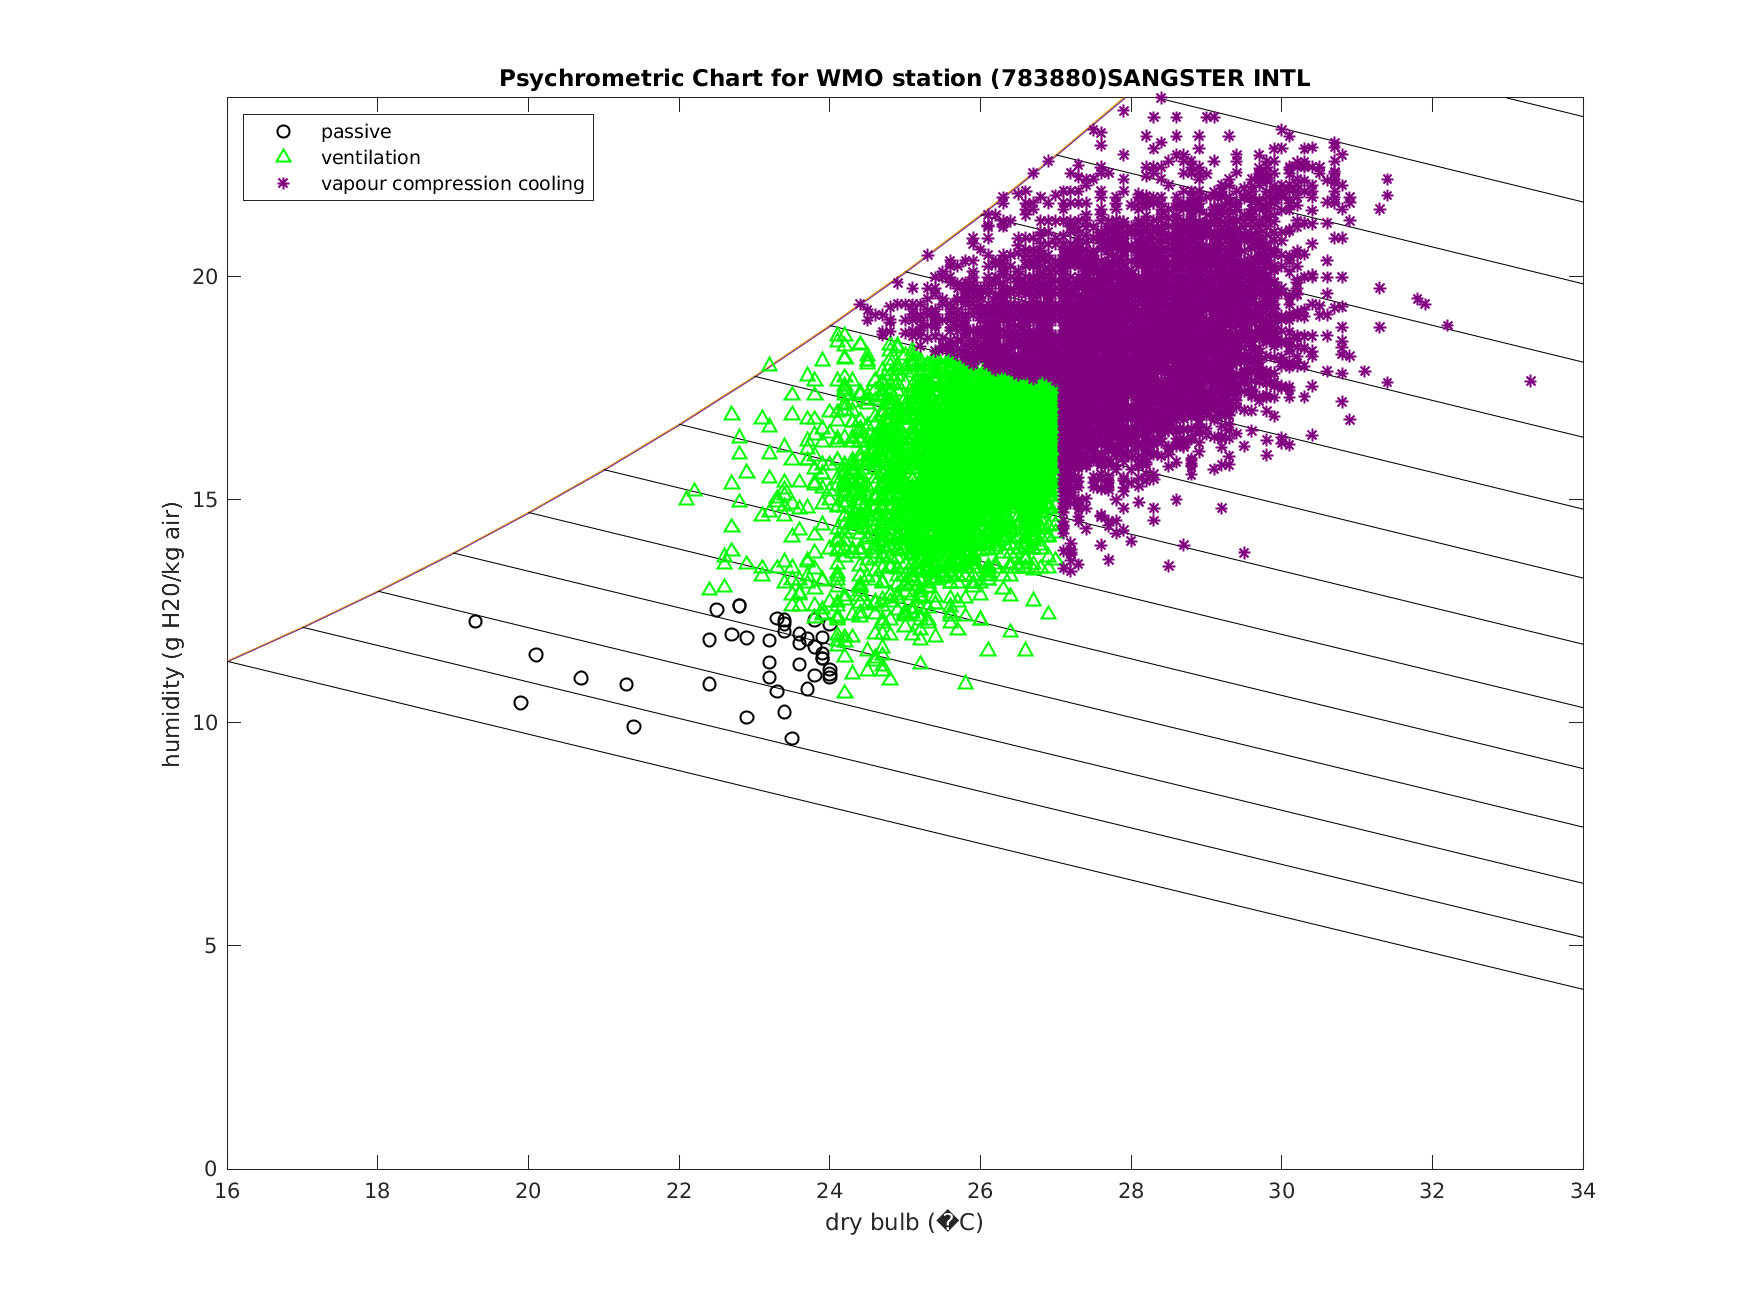 Psychrometric Chart for WMO station (783880)SANGSTER INTL
passive
ventilation
vapour compression cooling
humidity (g H20/kg air)
20
15
10
5
0
16 18 20 22 24 26 28 30 32 34
dry bulb (�C)